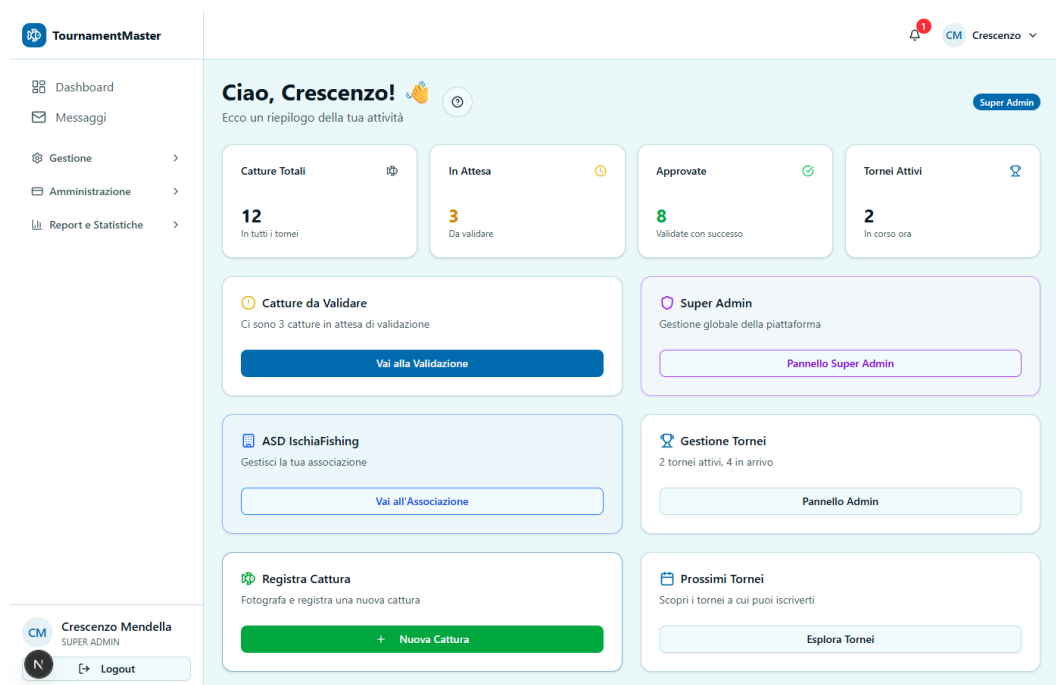 TournamentMaster
1
CM
Crescenzo
Dashboard
Messaggi
Gestione
Amministrazione
Report e Statistiche
Ciao, Crescenzo! 👋
Ecco un riepilogo della tua attività
Super Admin
Catture Totali
12
In tutti i tornei
In Attesa
3
Da validare
Approvate
8
Validate con successo
Tornei Attivi
2
In corso ora
Catture da Validare
Ci sono 3 catture in attesa di validazione
Vai alla Validazione
Super Admin
Gestione globale della piattaforma
Pannello Super Admin
ASD IschiaFishing
Gestisci la tua associazione
Vai all'Associazione
Gestione Tornei
2 tornei attivi, 4 in arrivo
Pannello Admin
Registra Cattura
Fotografa e registra una nuova cattura
+ Nuova Cattura
Prossimi Tornei
Scopri i tornei a cui puoi iscriverti
Esplora Tornei
CM
Crescenzo Mendella
SUPER ADMIN
N
Logout